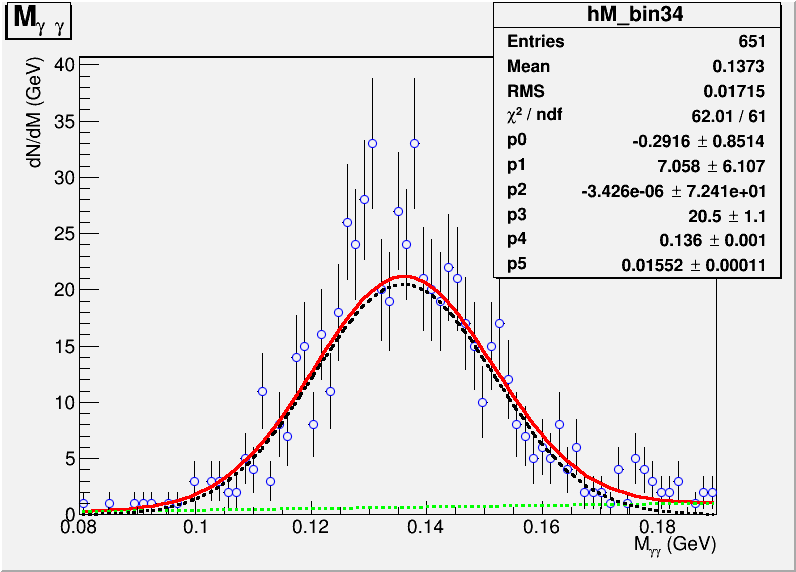 M_γγ
hM_bin34
Entries 651
Mean 0.1373
RMS 0.01715
χ² / ndf 62.01 / 61
p0 -0.2916 ± 0.8514
p1 7.058 ± 6.107
p2 -3.426e-06 ± 7.241e+01
p3 20.5 ± 1.1
p4 0.136 ± 0.001
p5 0.01552 ± 0.00011
dN/dM (GeV)
40
35
30
25
20
15
10
5
0
0.08 0.1 0.12 0.14 0.16 0.18
M_γγ (GeV)